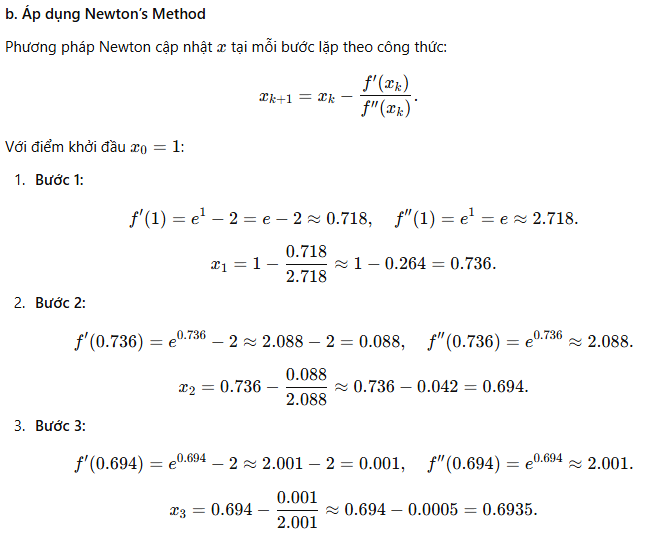 b. Áp dụng Newton’s Method
Phương pháp Newton cập nhật x tại mỗi bước lặp theo công thức:
x_{k+1} = x_k − \frac{f′(x_k)}{f″(x_k)}.
Với điểm khởi đầu x_0 = 1:
1. Bước 1:
f′(1) = e^1 − 2 = e − 2 ≈ 0.718, f″(1) = e^1 = e ≈ 2.718.
x_1 = 1 − \frac{0.718}{2.718} ≈ 1 − 0.264 = 0.736.
2. Bước 2:
f′(0.736) = e^{0.736} − 2 ≈ 2.088 − 2 = 0.088, f″(0.736) = e^{0.736} ≈ 2.088.
x_2 = 0.736 − \frac{0.088}{2.088} ≈ 0.736 − 0.042 = 0.694.
3. Bước 3:
f′(0.694) = e^{0.694} − 2 ≈ 2.001 − 2 = 0.001, f″(0.694) = e^{0.694} ≈ 2.001.
x_3 = 0.694 − \frac{0.001}{2.001} ≈ 0.694 − 0.0005 = 0.6935.